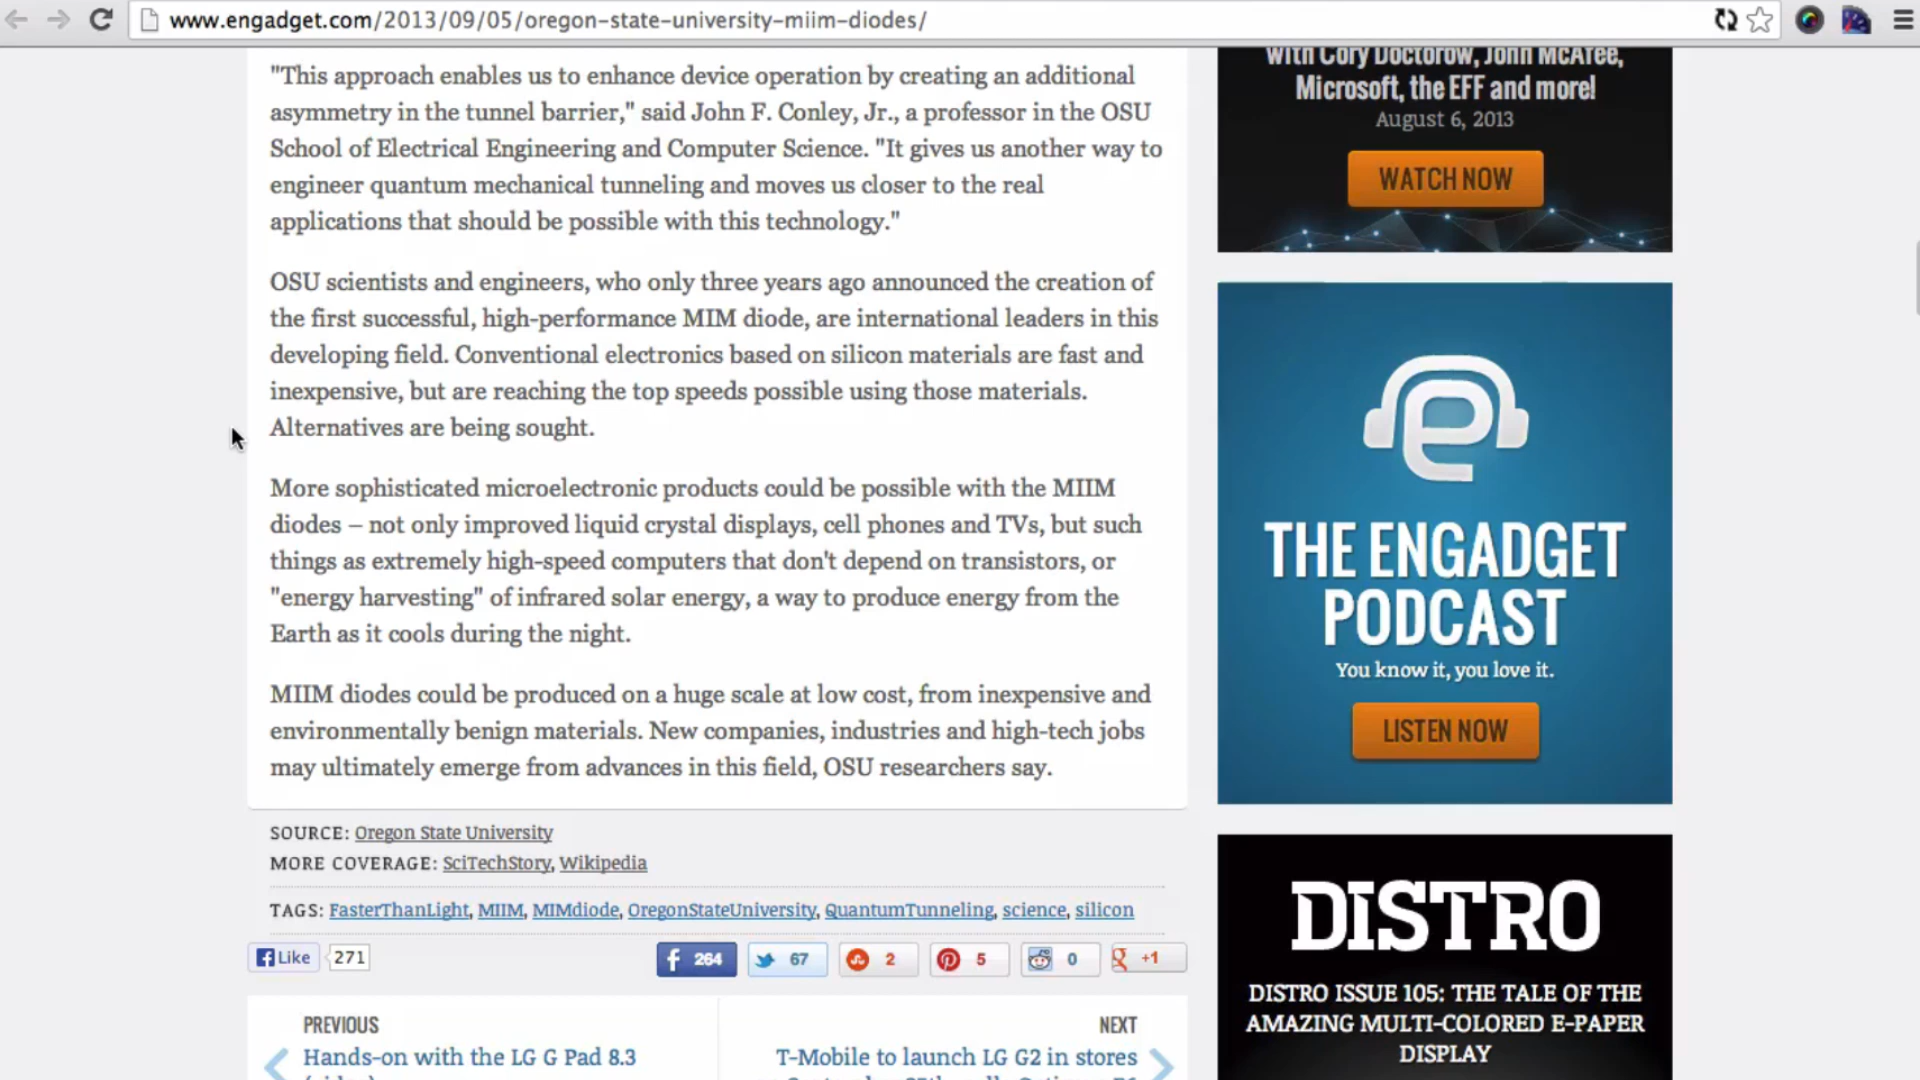 www.engadget.com/2013/09/05/oregon-state-university-miim-diodes/
"This approach enables us to enhance device operation by creating an additional
asymmetry in the tunnel barrier," said John F. Conley, Jr., a professor in the OSU
School of Electrical Engineering and Computer Science. "It gives us another way to
engineer quantum mechanical tunneling and moves us closer to the real
applications that should be possible with this technology."
OSU scientists and engineers, who only three years ago announced the creation of
the first successful, high-performance MIM diode, are international leaders in this
developing field. Conventional electronics based on silicon materials are fast and
inexpensive, but are reaching the top speeds possible using those materials.
Alternatives are being sought.
More sophisticated microelectronic products could be possible with the MIIM
diodes – not only improved liquid crystal displays, cell phones and TVs, but such
things as extremely high-speed computers that don't depend on transistors, or
"energy harvesting" of infrared solar energy, a way to produce energy from the
Earth as it cools during the night.
MIIM diodes could be produced on a huge scale at low cost, from inexpensive and
environmentally benign materials. New companies, industries and high-tech jobs
may ultimately emerge from advances in this field, OSU researchers say.
SOURCE: Oregon State University
MORE COVERAGE: SciTechStory, Wikipedia
TAGS: FasterThanLight, MIIM, MIMdiode, OregonStateUniversity, QuantumTunneling, science, silicon
Like 271
264 67 2 5 0 +1
PREVIOUS
Hands-on with the LG G Pad 8.3
NEXT
T-Mobile to launch LG G2 in stores
with Cory Doctorow, John McAfee,
Microsoft, the EFF and more!
August 6, 2013
WATCH NOW
THE ENGADGET
PODCAST
You know it, you love it.
LISTEN NOW
DISTRO
DISTRO ISSUE 105: THE TALE OF THE
AMAZING MULTI-COLORED E-PAPER
DISPLAY